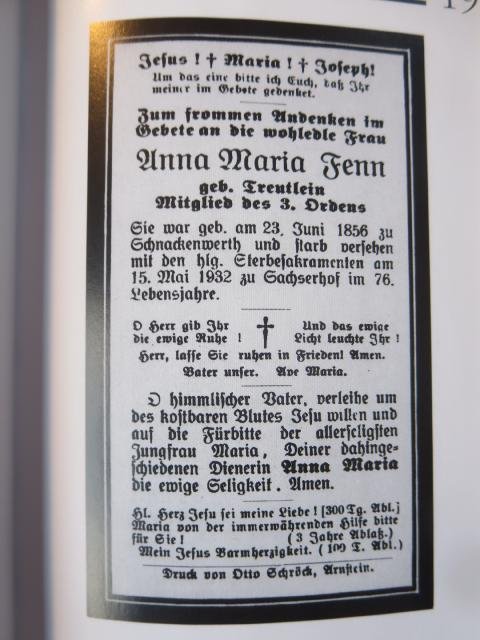 19
Jesus! † Maria! † Joseph!
Um das eine bitte ich Euch, daß Ihr
meiner im Gebete gedenket.
Zum frommen Andenken im
Gebete an die wohledle Frau
Anna Maria Fenn
geb. Treutlein
Mitglied des 3. Ordens
Sie war geb. am 23. Juni 1856 zu
Schnackenwerth und starb versehen
mit den hlg. Sterbesakramenten am
15. Mai 1932 zu Sachserhof im 76.
Lebensjahre.
O Herr gib Ihr
die ewige Ruhe !
Und das ewige
Licht leuchte Ihr !
Herr, lasse Sie ruhen in Frieden! Amen.
Vater unser. Ave Maria.
O himmlischer Vater, verleihe um
des kostbaren Blutes Jesu willen und
auf die Fürbitte der allerseligsten
Jungfrau Maria, Deiner dahinge-
schiedenen Dienerin Anna Maria
die ewige Seligkeit. Amen.
Hl. Herz Jesu sei meine Liebe! [300 Tg. Abl.]
Maria von der immerwährenden Hilfe bitte
für Sie! (3 Jahre Ablaß.)
Mein Jesus Barmherzigkeit. (100 T. Abl.)
Druck von Otto Schröck, Arnstein.